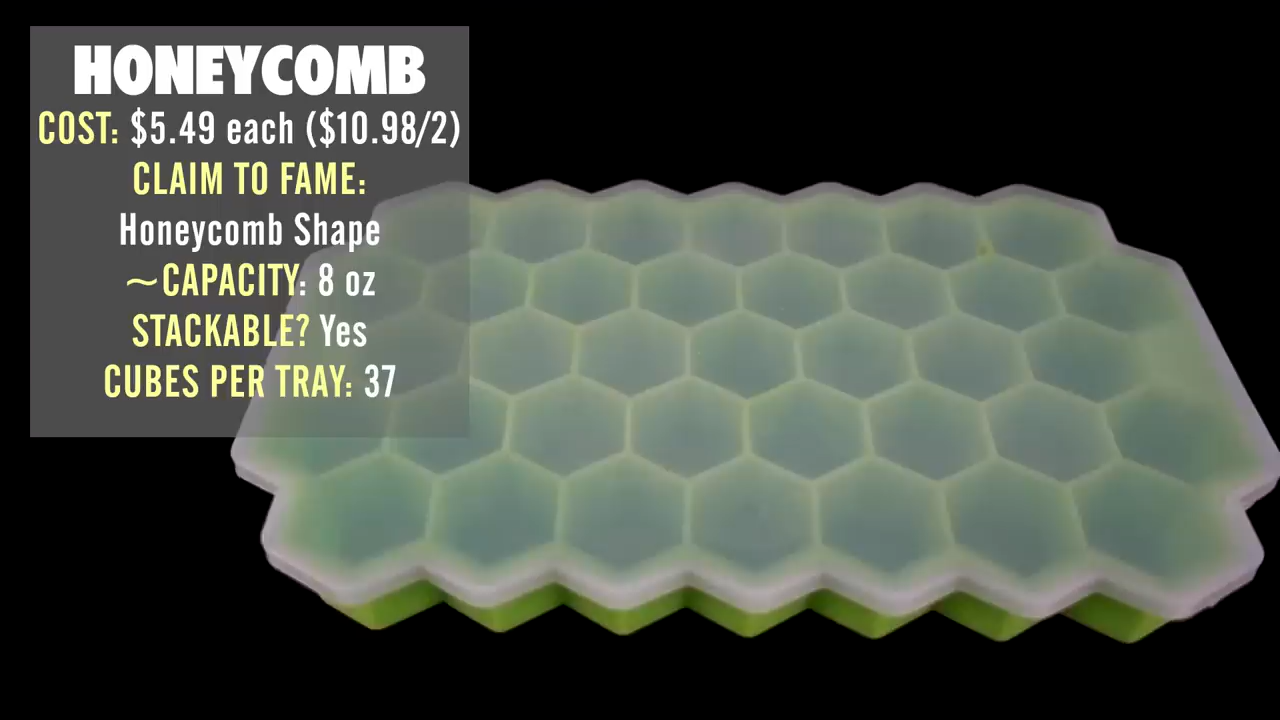 HONEYCOMB
COST: $5.49 each ($10.98/2)
CLAIM TO FAME:
Honeycomb Shape
~CAPACITY: 8 oz
STACKABLE? Yes
CUBES PER TRAY: 37